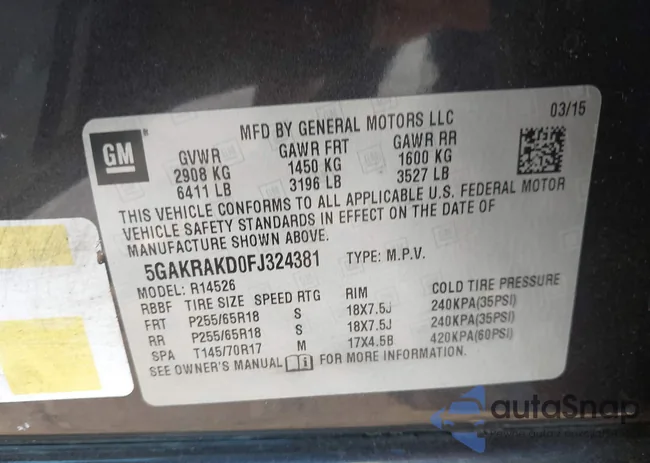 MFD BY GENERAL MOTORS LLC 03/15
GM
GVWR GAWR FRT GAWR RR
2908 KG 1450 KG 1600 KG
6411 LB 3196 LB 3527 LB
THIS VEHICLE CONFORMS TO ALL APPLICABLE U.S. FEDERAL MOTOR
VEHICLE SAFETY STANDARDS IN EFFECT ON THE DATE OF
MANUFACTURE SHOWN ABOVE.
5GAKRAKD0FJ324381 TYPE: M.P.V.
MODEL: R14526
RBBF TIRE SIZE SPEED RTG RIM COLD TIRE PRESSURE
FRT P255/65R18 S 18X7.5J 240KPA(35PSI)
RR P255/65R18 S 18X7.5J 240KPA(35PSI)
SPA T145/70R17 M 17X4.5B 420KPA(60PSI)
SEE OWNER'S MANUAL FOR MORE INFORMATION.
autaSnap